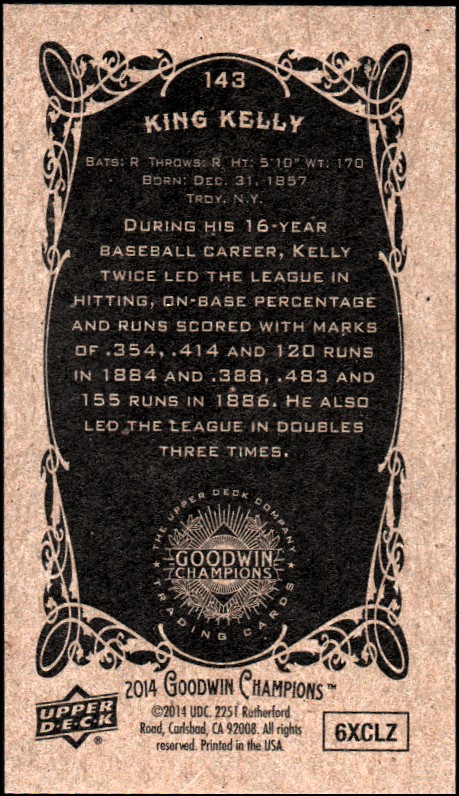 143
KING KELLY
BATS: R THROWS: R HT: 5'10" WT: 170
BORN: DEC. 31, 1857
TROY, N.Y.
DURING HIS 16-YEAR
BASEBALL CAREER, KELLY
TWICE LED THE LEAGUE IN
HITTING, ON-BASE PERCENTAGE
AND RUNS SCORED WITH MARKS
OF .354, .414 AND 120 RUNS
IN 1884 AND .388, .483 AND
155 RUNS IN 1886. HE ALSO
LED THE LEAGUE IN DOUBLES
THREE TIMES.
★ THE UPPER DECK COMPANY ★
GOODWIN
CHAMPIONS
TRADING CARDS
UPPER
D·E·C·K
®
2014 GOODWIN CHAMPIONS™
©2014 UDC. 2251 Rutherford
Road, Carlsbad, CA 92008. All rights
reserved. Printed in the USA.
6XCLZ